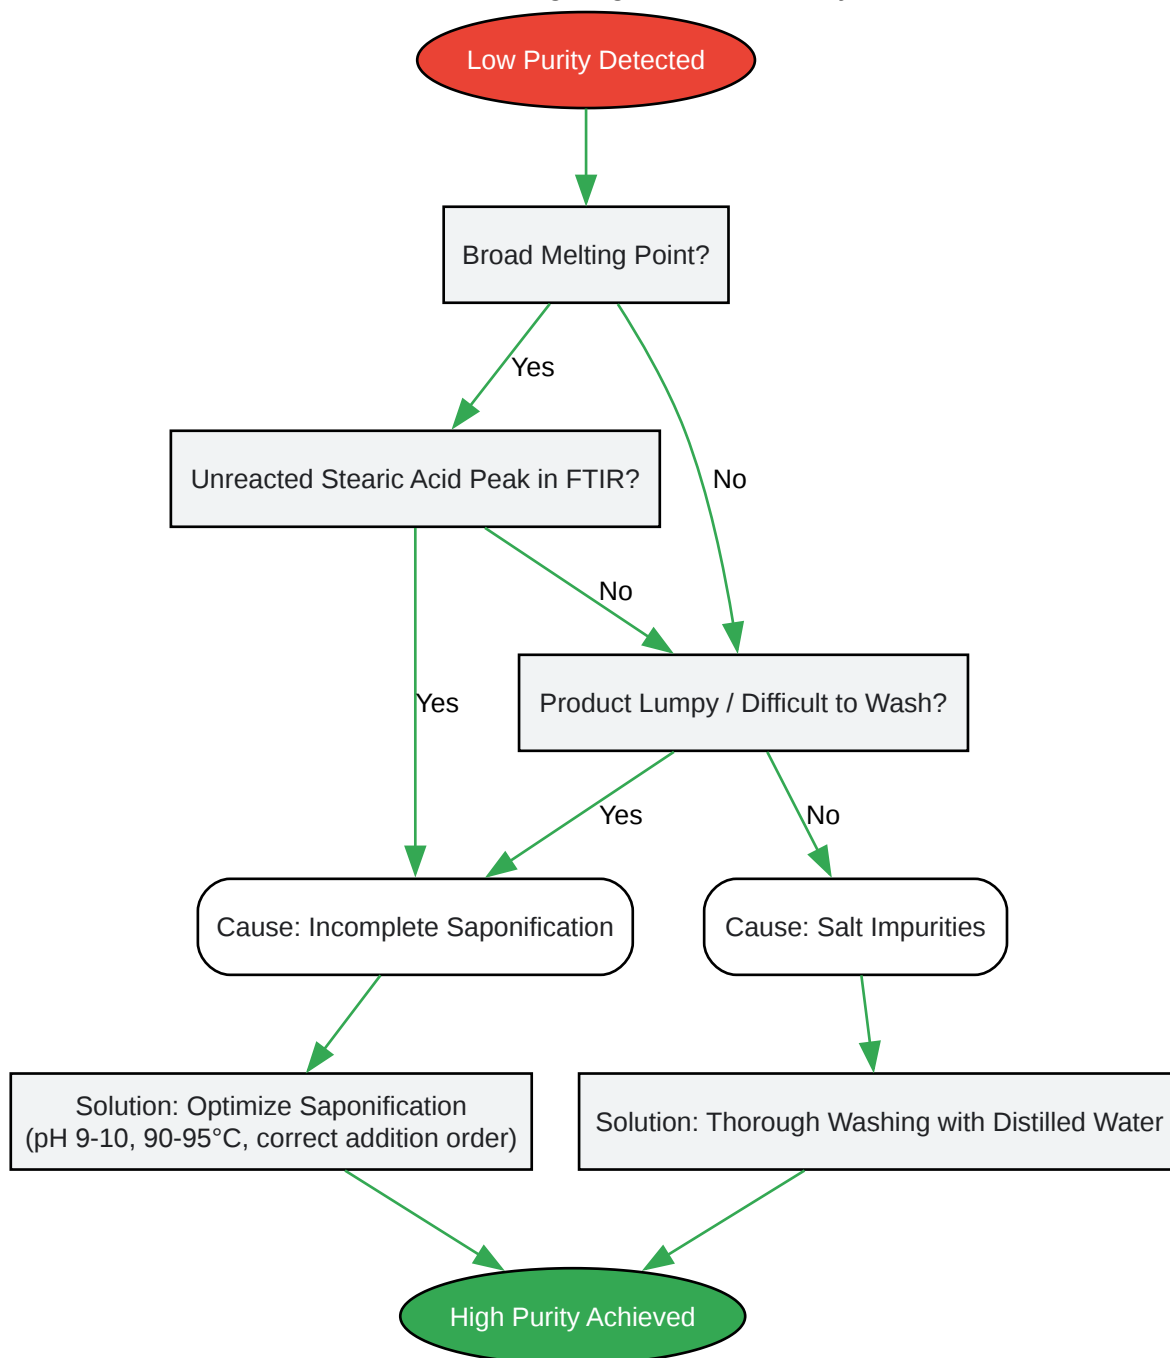 Low Purity Detected
Broad Melting Point?
Yes
Unreacted Stearic Acid Peak in FTIR?
No
No
Product Lumpy / Difficult to Wash?
Yes
Yes
No
Cause: Incomplete Saponification
Cause: Salt Impurities
Solution: Optimize Saponification
(pH 9-10, 90-95°C, correct addition order)
Solution: Thorough Washing with Distilled Water
High Purity Achieved